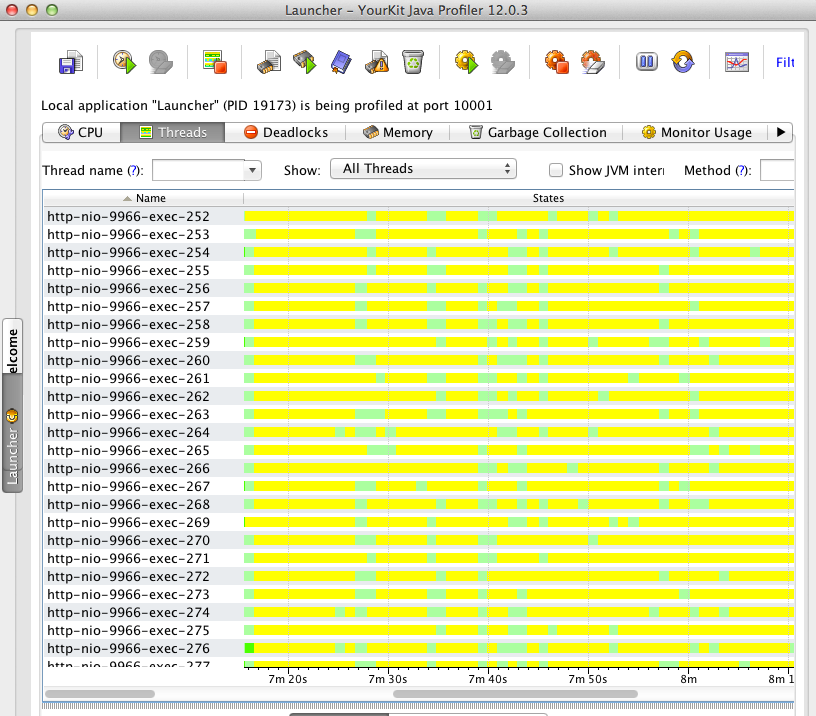 Launcher – YourKit Java Profiler 12.0.3
Filt
Local application "Launcher" (PID 19173) is being profiled at port 10001
CPU Threads Deadlocks Memory Garbage Collection Monitor Usage
Thread name (?): Show: All Threads Show JVM inter Method (?):
Name States
http-nio-9966-exec-252
http-nio-9966-exec-253
http-nio-9966-exec-254
http-nio-9966-exec-255
http-nio-9966-exec-256
http-nio-9966-exec-257
http-nio-9966-exec-258
http-nio-9966-exec-259
http-nio-9966-exec-260
http-nio-9966-exec-261
http-nio-9966-exec-262
http-nio-9966-exec-263
http-nio-9966-exec-264
http-nio-9966-exec-265
http-nio-9966-exec-266
http-nio-9966-exec-267
http-nio-9966-exec-268
http-nio-9966-exec-269
http-nio-9966-exec-270
http-nio-9966-exec-271
http-nio-9966-exec-272
http-nio-9966-exec-273
http-nio-9966-exec-274
http-nio-9966-exec-275
http-nio-9966-exec-276
http-nio-9966-exec-277
7m 20s 7m 30s 7m 40s 7m 50s 8m 8m 1
elcome
Launcher